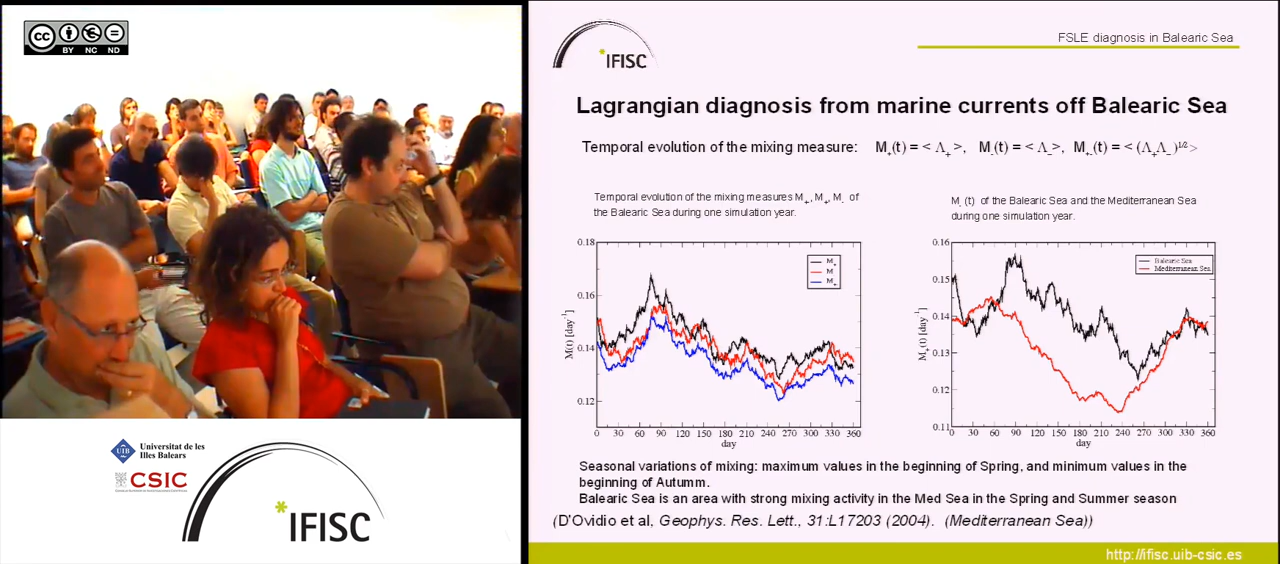 cc
BY NC ND
UIB
Universitat de les
Illes Balears
CSIC
IFISC
IFISC
FSLE diagnosis in Balearic Sea
Lagrangian diagnosis from marine currents off Balearic Sea
Temporal evolution of the mixing measure: M₊(t) = < Λ₊ >, M₋(t) = < Λ₋ >, M₊(t) = < (Λ₊Λ₋)^1/2 >
Temporal evolution of the mixing measures M₊, M₊, M₋ of
the Balearic Sea during one simulation year.
0.18
0.16
0.14
0.12
M(t) [day⁻¹]
M₊
M
M₊
0 30 60 90 120 150 180 210 240 270 300 330 360
day
M (t) of the Balearic Sea and the Mediterranean Sea
during one simulation year.
0.16
0.15
0.14
0.13
0.12
0.11
M₊(t) [day⁻¹]
Balearic Sea
Mediterranean Sea
0 30 60 90 120 150 180 210 240 270 300 330 360
day
Seasonal variations of mixing: maximum values in the beginning of Spring, and minimum values in the
beginning of Autumm.
Balearic Sea is an area with strong mixing activity in the Med Sea in the Spring and Summer season
(D'Ovidio et al, Geophys. Res. Lett., 31:L17203 (2004). (Mediterranean Sea))
http://ifisc.uib-csic.es